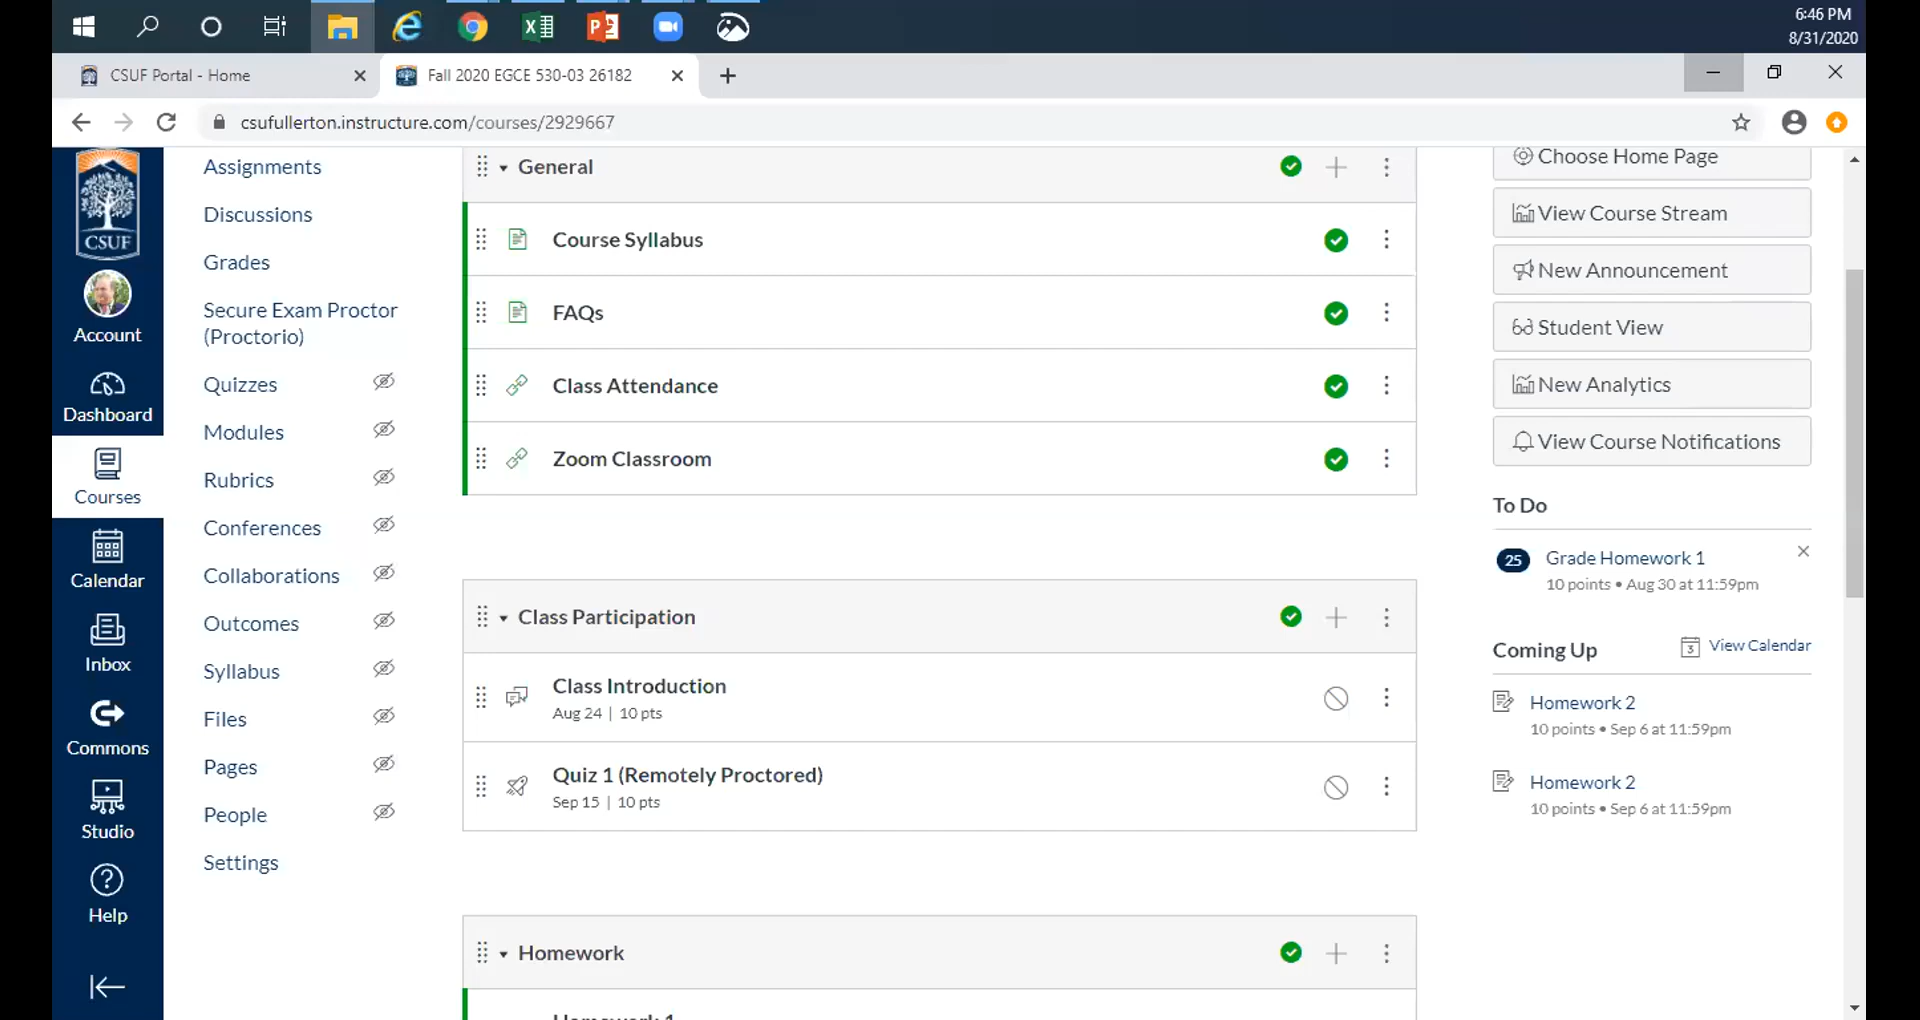 6:46 PM
8/31/2020
CSUF Portal - Home
Fall 2020 EGCE 530-03 26182
csufullerton.instructure.com/courses/2929667
CSUF
Account
Dashboard
Courses
Calendar
Inbox
Commons
Studio
Help
Assignments
Discussions
Grades
Secure Exam Proctor
(Proctorio)
Quizzes
Modules
Rubrics
Conferences
Collaborations
Outcomes
Syllabus
Files
Pages
People
Settings
General
Course Syllabus
FAQs
Class Attendance
Zoom Classroom
Class Participation
Class Introduction
Aug 24 | 10 pts
Quiz 1 (Remotely Proctored)
Sep 15 | 10 pts
Homework
Homework 1
Choose Home Page
View Course Stream
New Announcement
Student View
New Analytics
View Course Notifications
To Do
25 Grade Homework 1
10 points • Aug 30 at 11:59pm
Coming Up
3 View Calendar
Homework 2
10 points • Sep 6 at 11:59pm
Homework 2
10 points • Sep 6 at 11:59pm